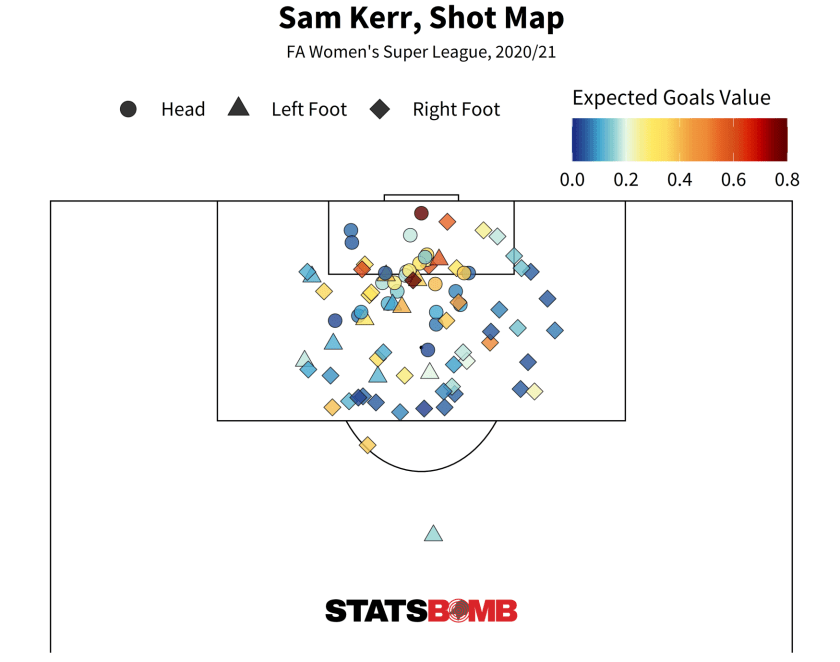 Sam Kerr, Shot Map
FA Women's Super League, 2020/21
Head Left Foot Right Foot
Expected Goals Value
0.0 0.2 0.4 0.6 0.8
STATSBOMB